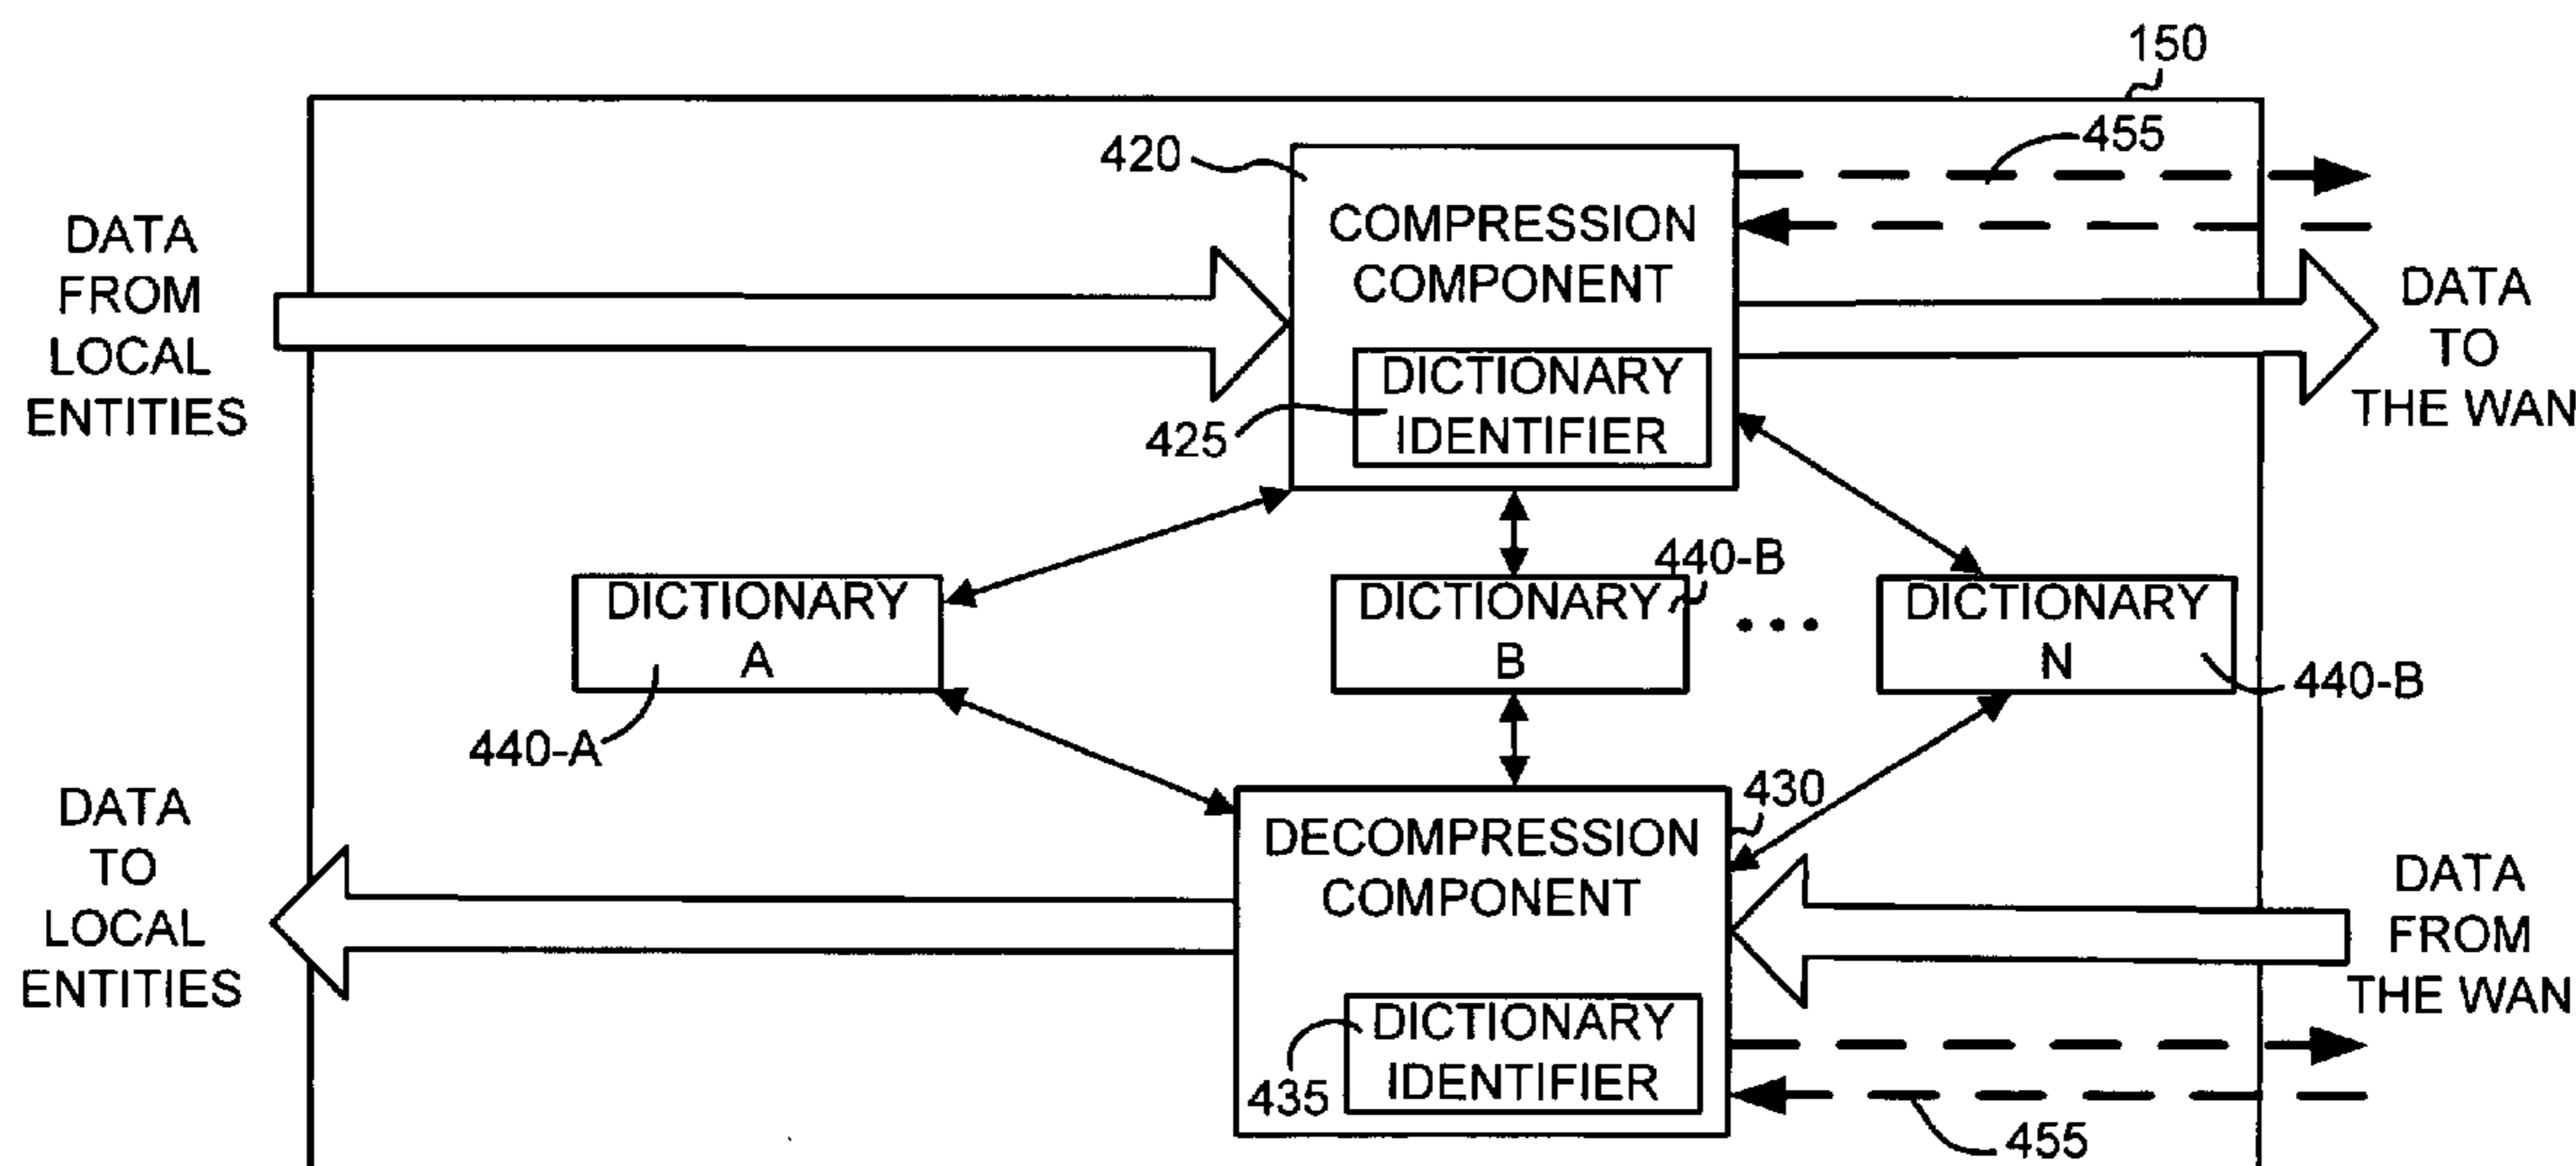 150
455
420
COMPRESSION
COMPONENT
DATA
FROM
LOCAL
ENTITIES
DATA
TO
THE WAN
DICTIONARY
IDENTIFIER
425
440-B
DICTIONARY
A
DICTIONARY
B
DICTIONARY
N
440-A
440-B
430
DATA
TO
LOCAL
ENTITIES
DECOMPRESSION
COMPONENT
DATA
FROM
THE WAN
DICTIONARY
IDENTIFIER
435
455